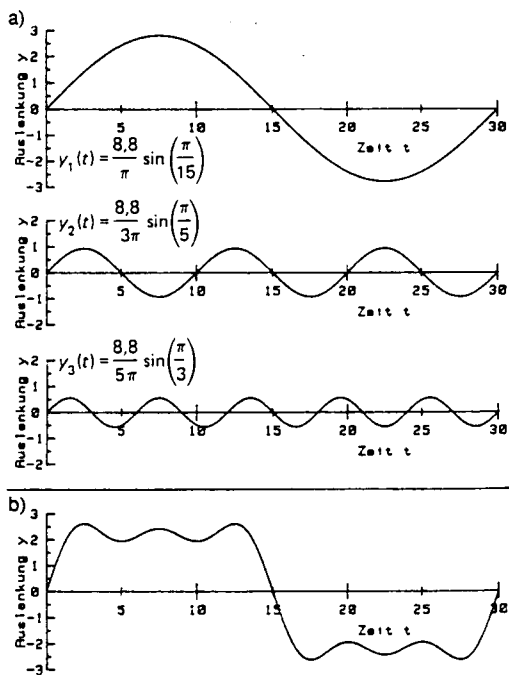 a)
3
2
1
0
-1
-2
-3
Auslenkung y
5 10 15 20 25 30
Zeit t
y₁(t) = 8,8/π sin(π/15)
2
1
0
-1
-2
Auslenkung y
y₂(t) = 8,8/3π sin(π/5)
5 10 15 20 25 30
Zeit t
2
1
0
-1
-2
Auslenkung y
y₃(t) = 8,8/5π sin(π/3)
5 10 15 20 25 30
Zeit t
b)
3
2
1
0
-1
-2
-3
Auslenkung y
5 10 15 20 25 30
Zeit t